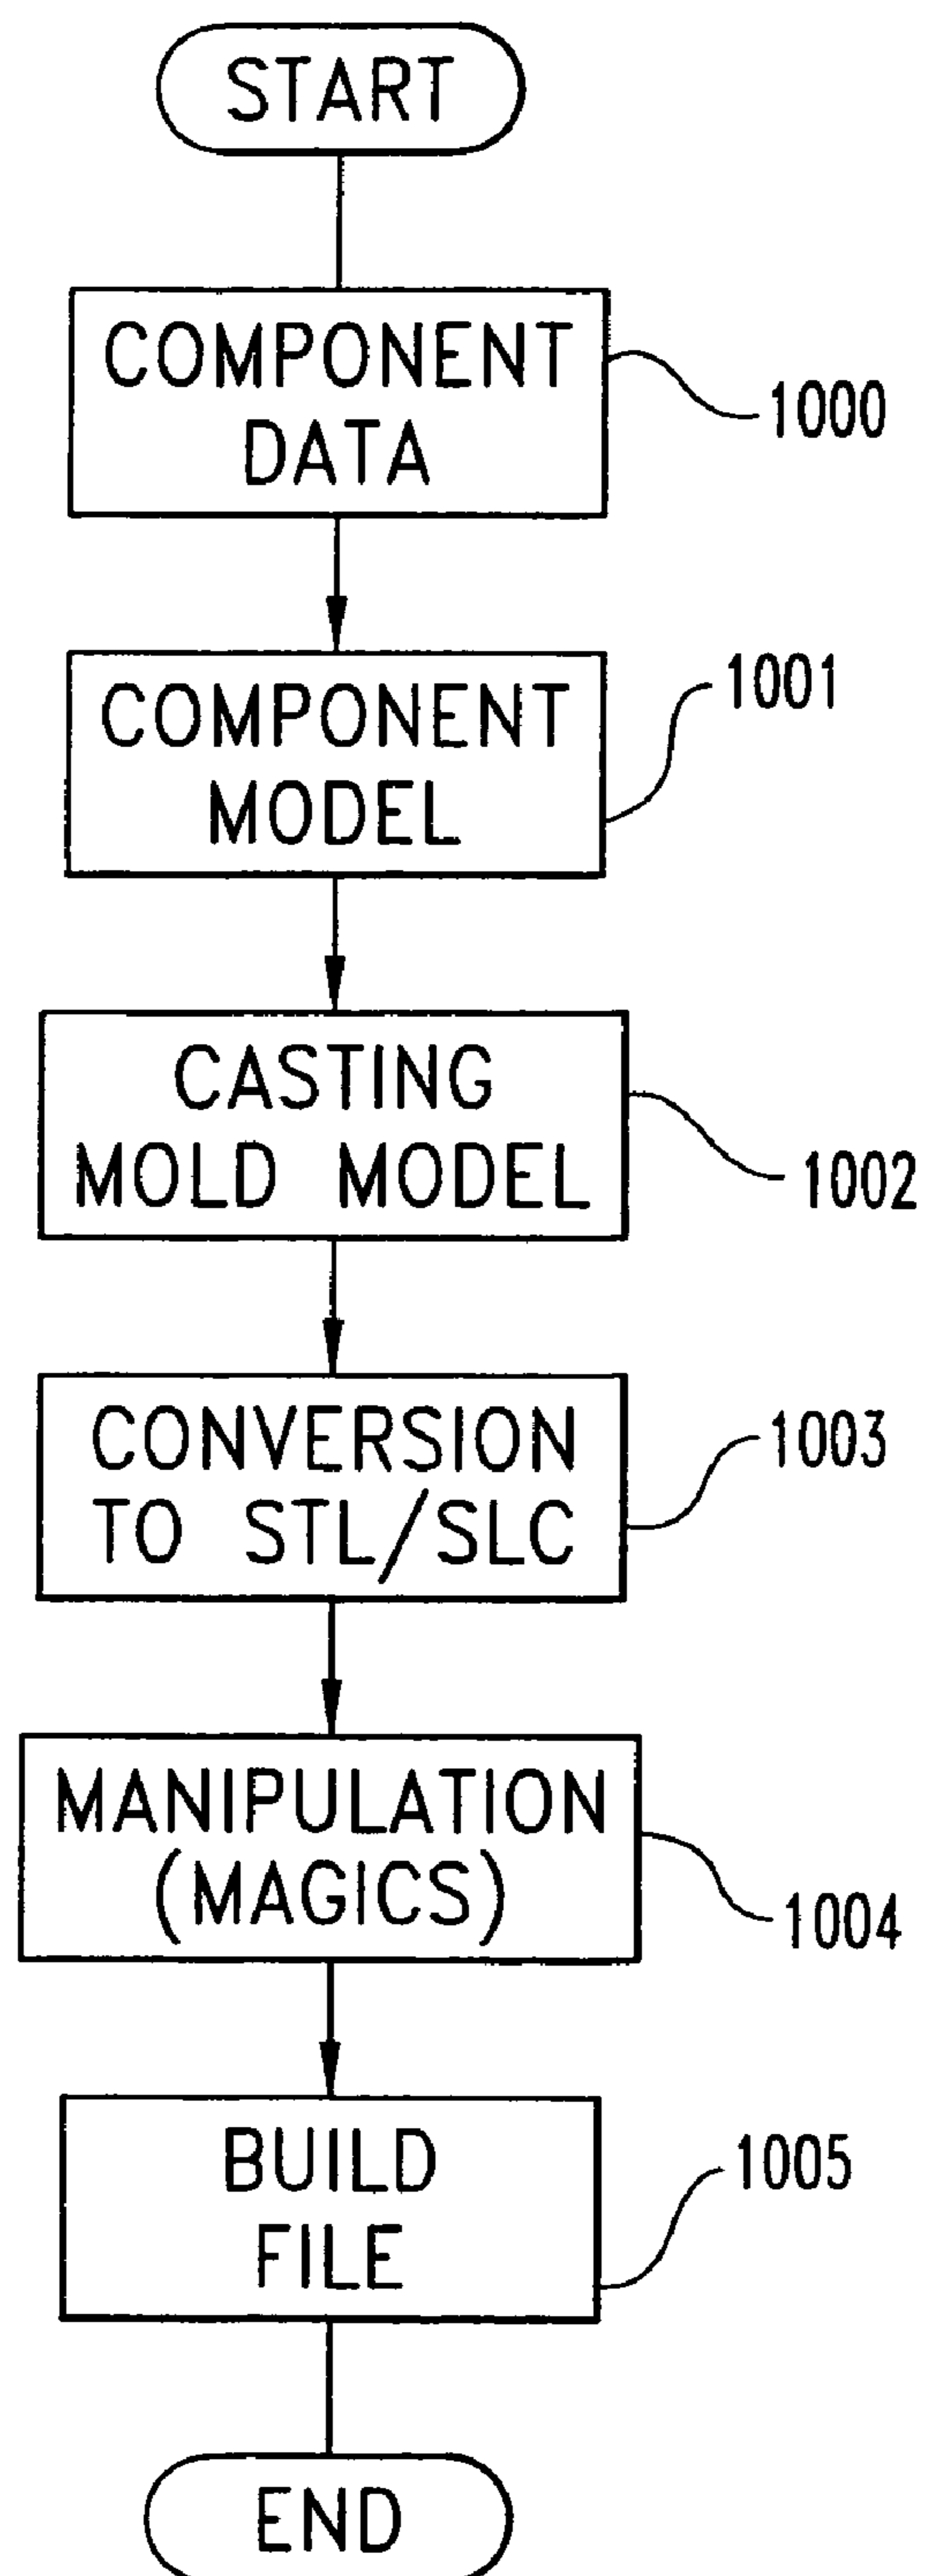 START
COMPONENT
DATA
1000
COMPONENT
MODEL
1001
CASTING
MOLD MODEL
1002
CONVERSION
TO STL/SLC
1003
MANIPULATION
(MAGICS)
1004
BUILD
FILE
1005
END